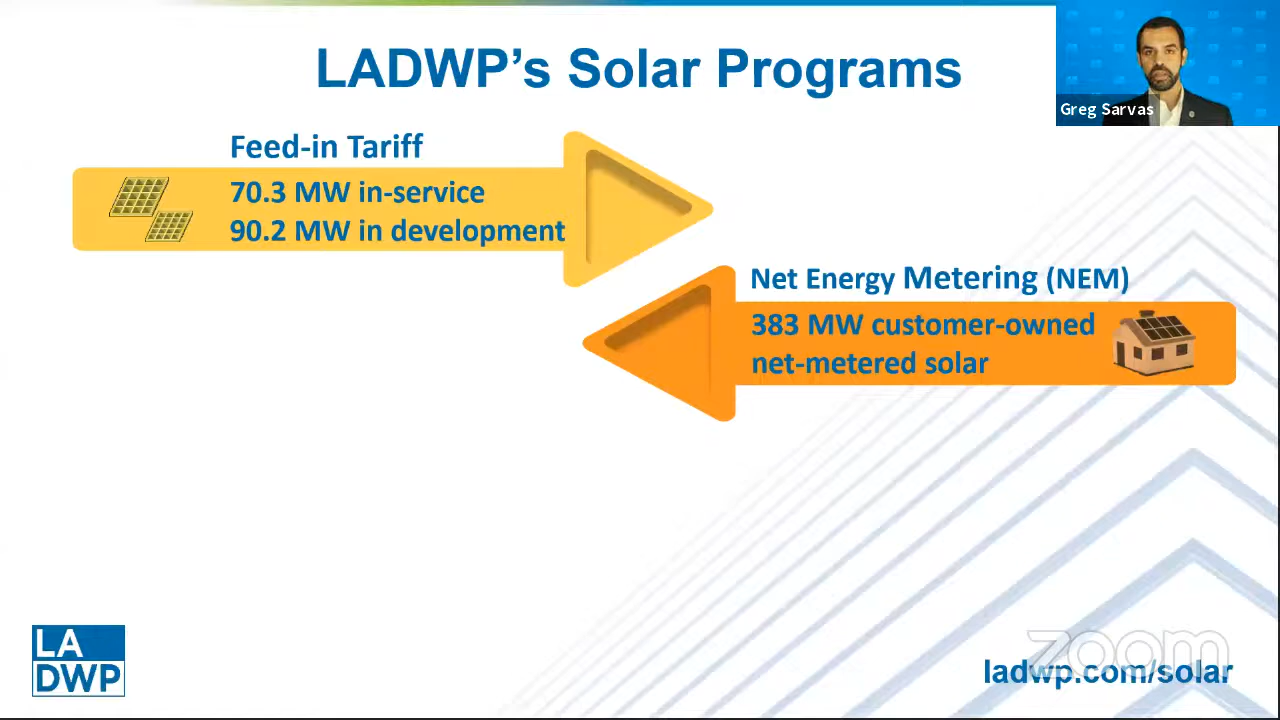 LADWP's Solar Programs
Greg Sarvas
Feed-in Tariff
70.3 MW in-service
90.2 MW in development
Net Energy Metering (NEM)
383 MW customer-owned
net-metered solar
LA
DWP
zoom
ladwp.com/solar